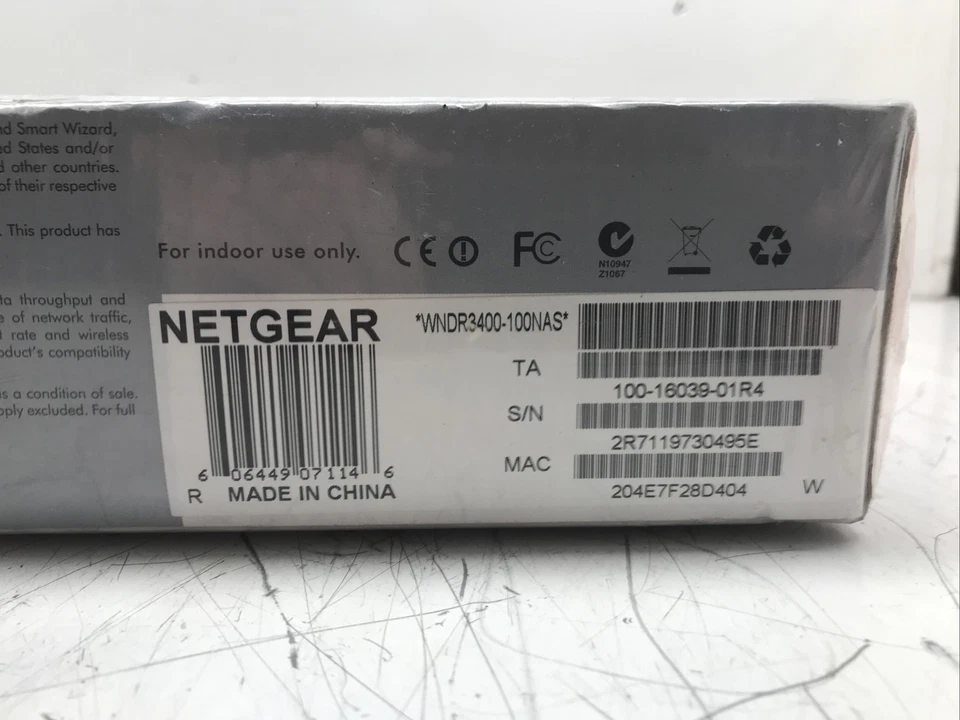 nd Smart Wizard,
ed States and/or
d other countries.
of their respective
. This product has
ta throughput and
e of network traffic,
l rate and wireless
oduct's compatibility
s a condition of sale.
pply excluded. For full
For indoor use only.
CE
FC
N10947
Z1067
NETGEAR
*WNDR3400-100NAS*
TA
100-16039-01R4
S/N
2R7119730495E
MAC
204E7F28D404
W
6 06449 07114 6
R MADE IN CHINA